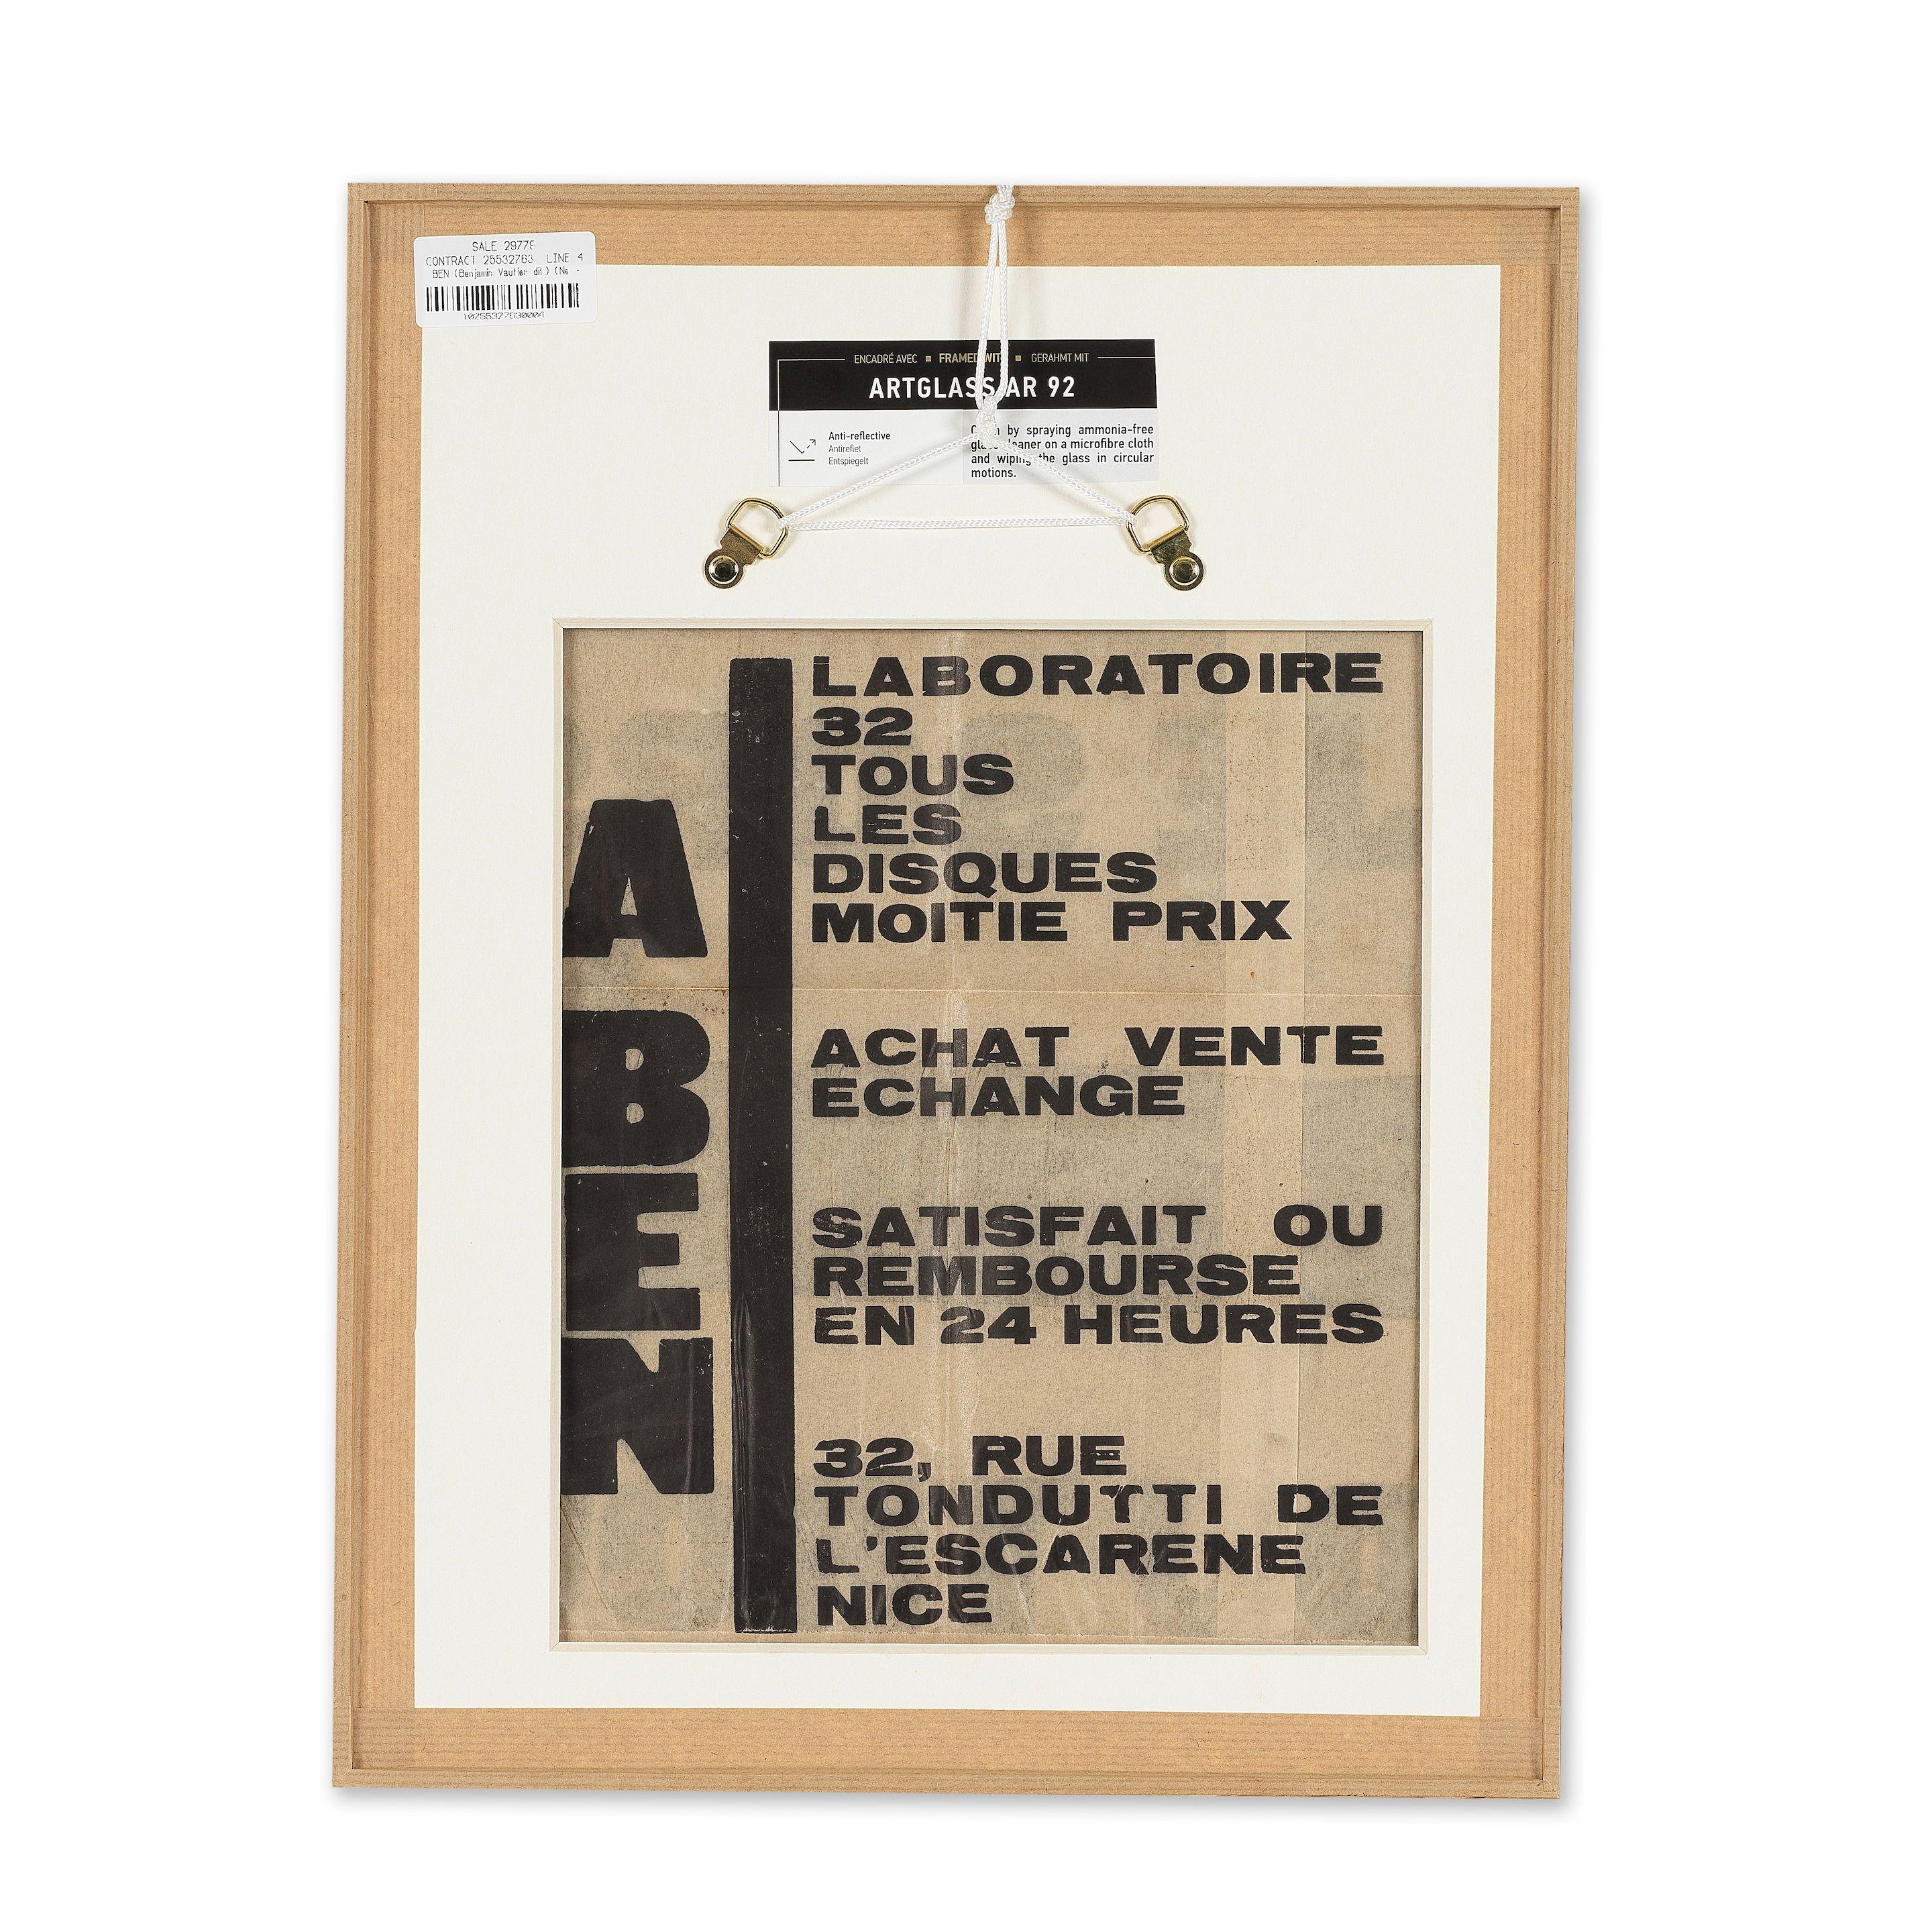 SALE 29779
CONTRACT 25532763 LINE 4
BEN (Benjamin Vautier dit) (Ne -
ENCADRÉ AVEC ▪ FRAMED WIT ▪ GERAHMT MIT
ARTGLASS AR 92
Anti-reflective
Antireflet
Entspiegelt
by spraying ammonia-free
on a microfibre cloth
and wiping the glass in circular
motions.
A
BEN
LABORATOIRE
32
TOUS
LES
DISQUES
MOITIE PRIX
ACHAT VENTE
ECHANGE
SATISFAIT OU
REMBOURSE
EN 24 HEURES
32, RUE
TONDUTTI DE
L'ESCARENE
NICE